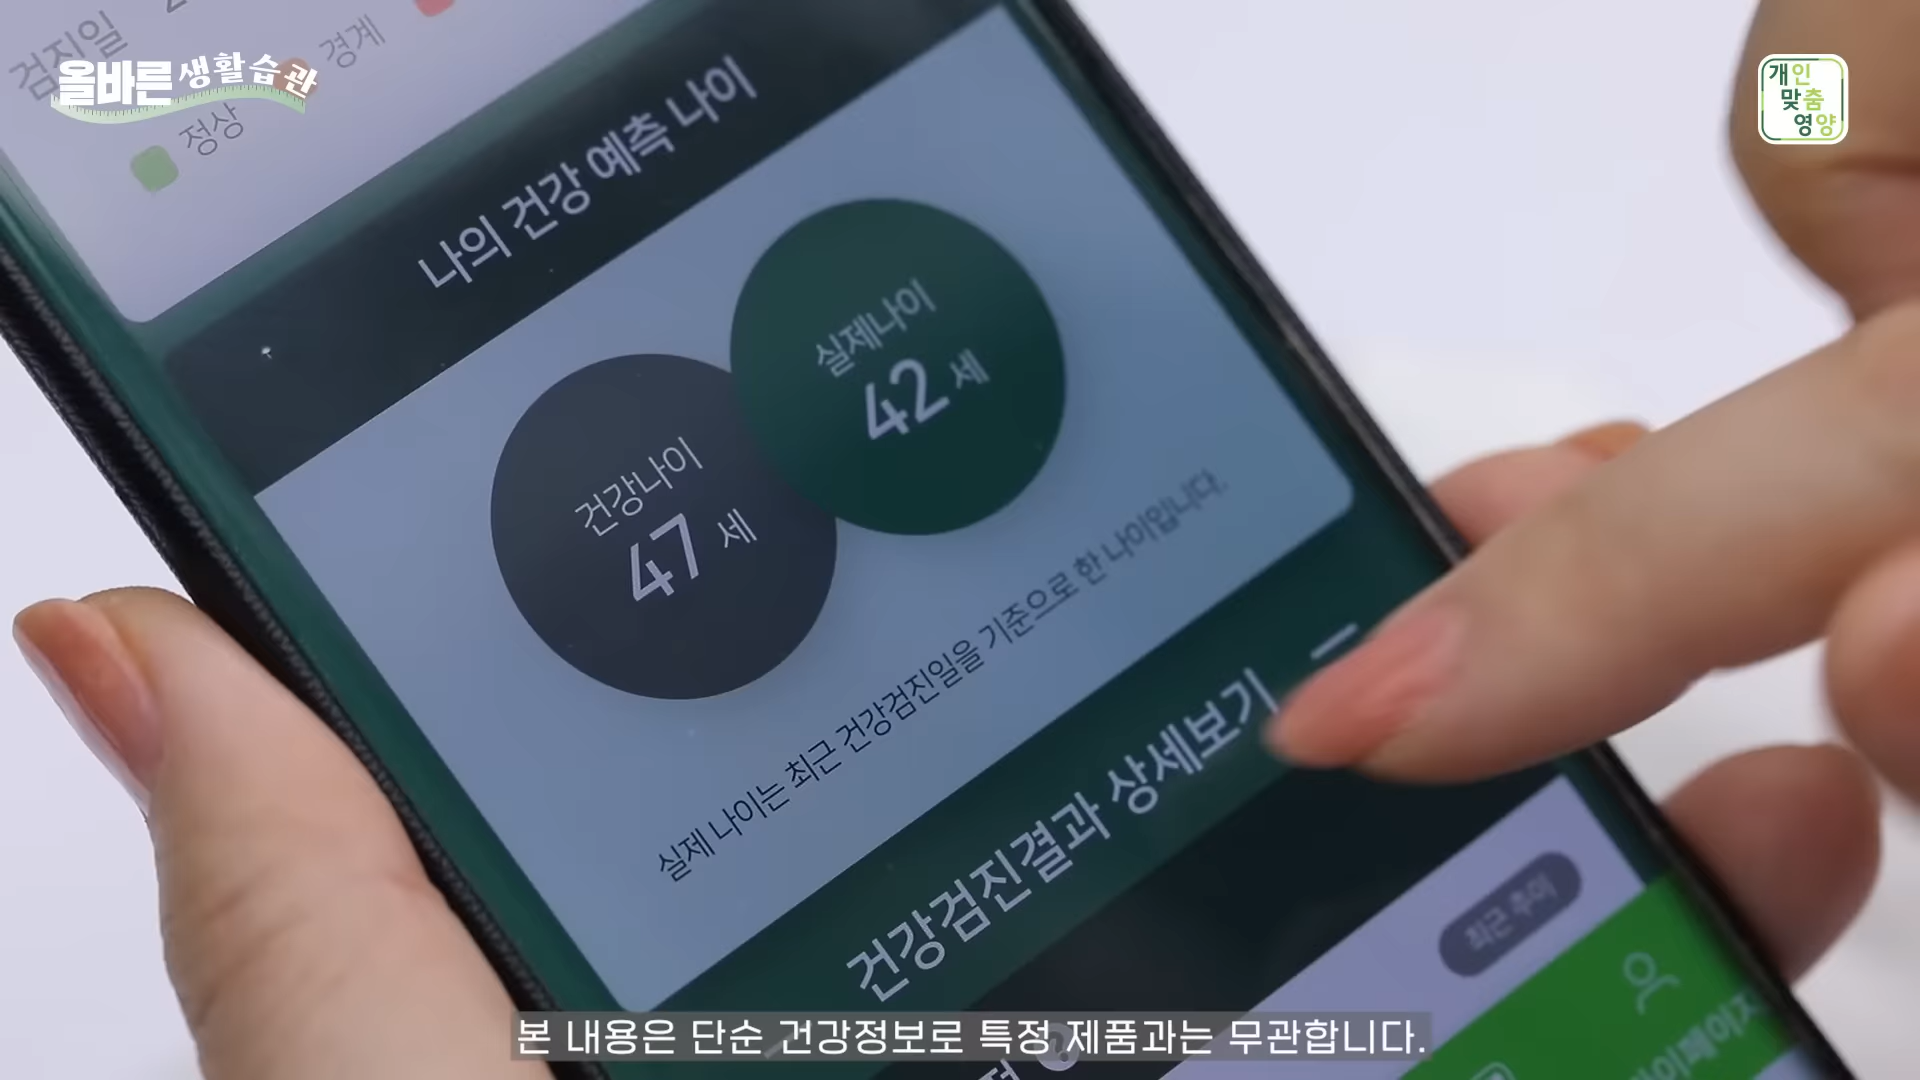 검진일
경계
정상
올바른 생활습관
개인
맞춤
영양
나의 건강 예측 나이
실제나이
42 세
건강나이
47 세
실제 나이는 최근 건강검진일을 기준으로 한 나이입니다.
건강검진결과 상세보기
최근 추이
마이페이지
본 내용은 단순 건강정보로 특정 제품과는 무관합니다.